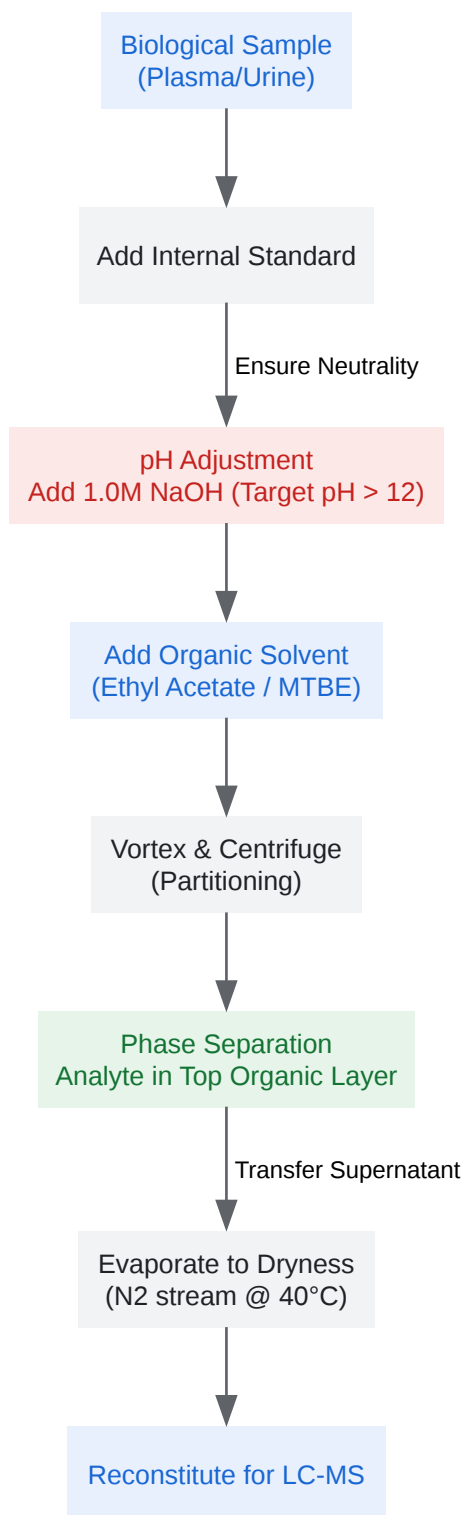 Biological Sample
(Plasma/Urine)
Add Internal Standard
Ensure Neutrality
pH Adjustment
Add 1.0M NaOH (Target pH > 12)
Add Organic Solvent
(Ethyl Acetate / MTBE)
Vortex & Centrifuge
(Partitioning)
Phase Separation
Analyte in Top Organic Layer
Transfer Supernatant
Evaporate to Dryness
(N2 stream @ 40°C)
Reconstitute for LC-MS